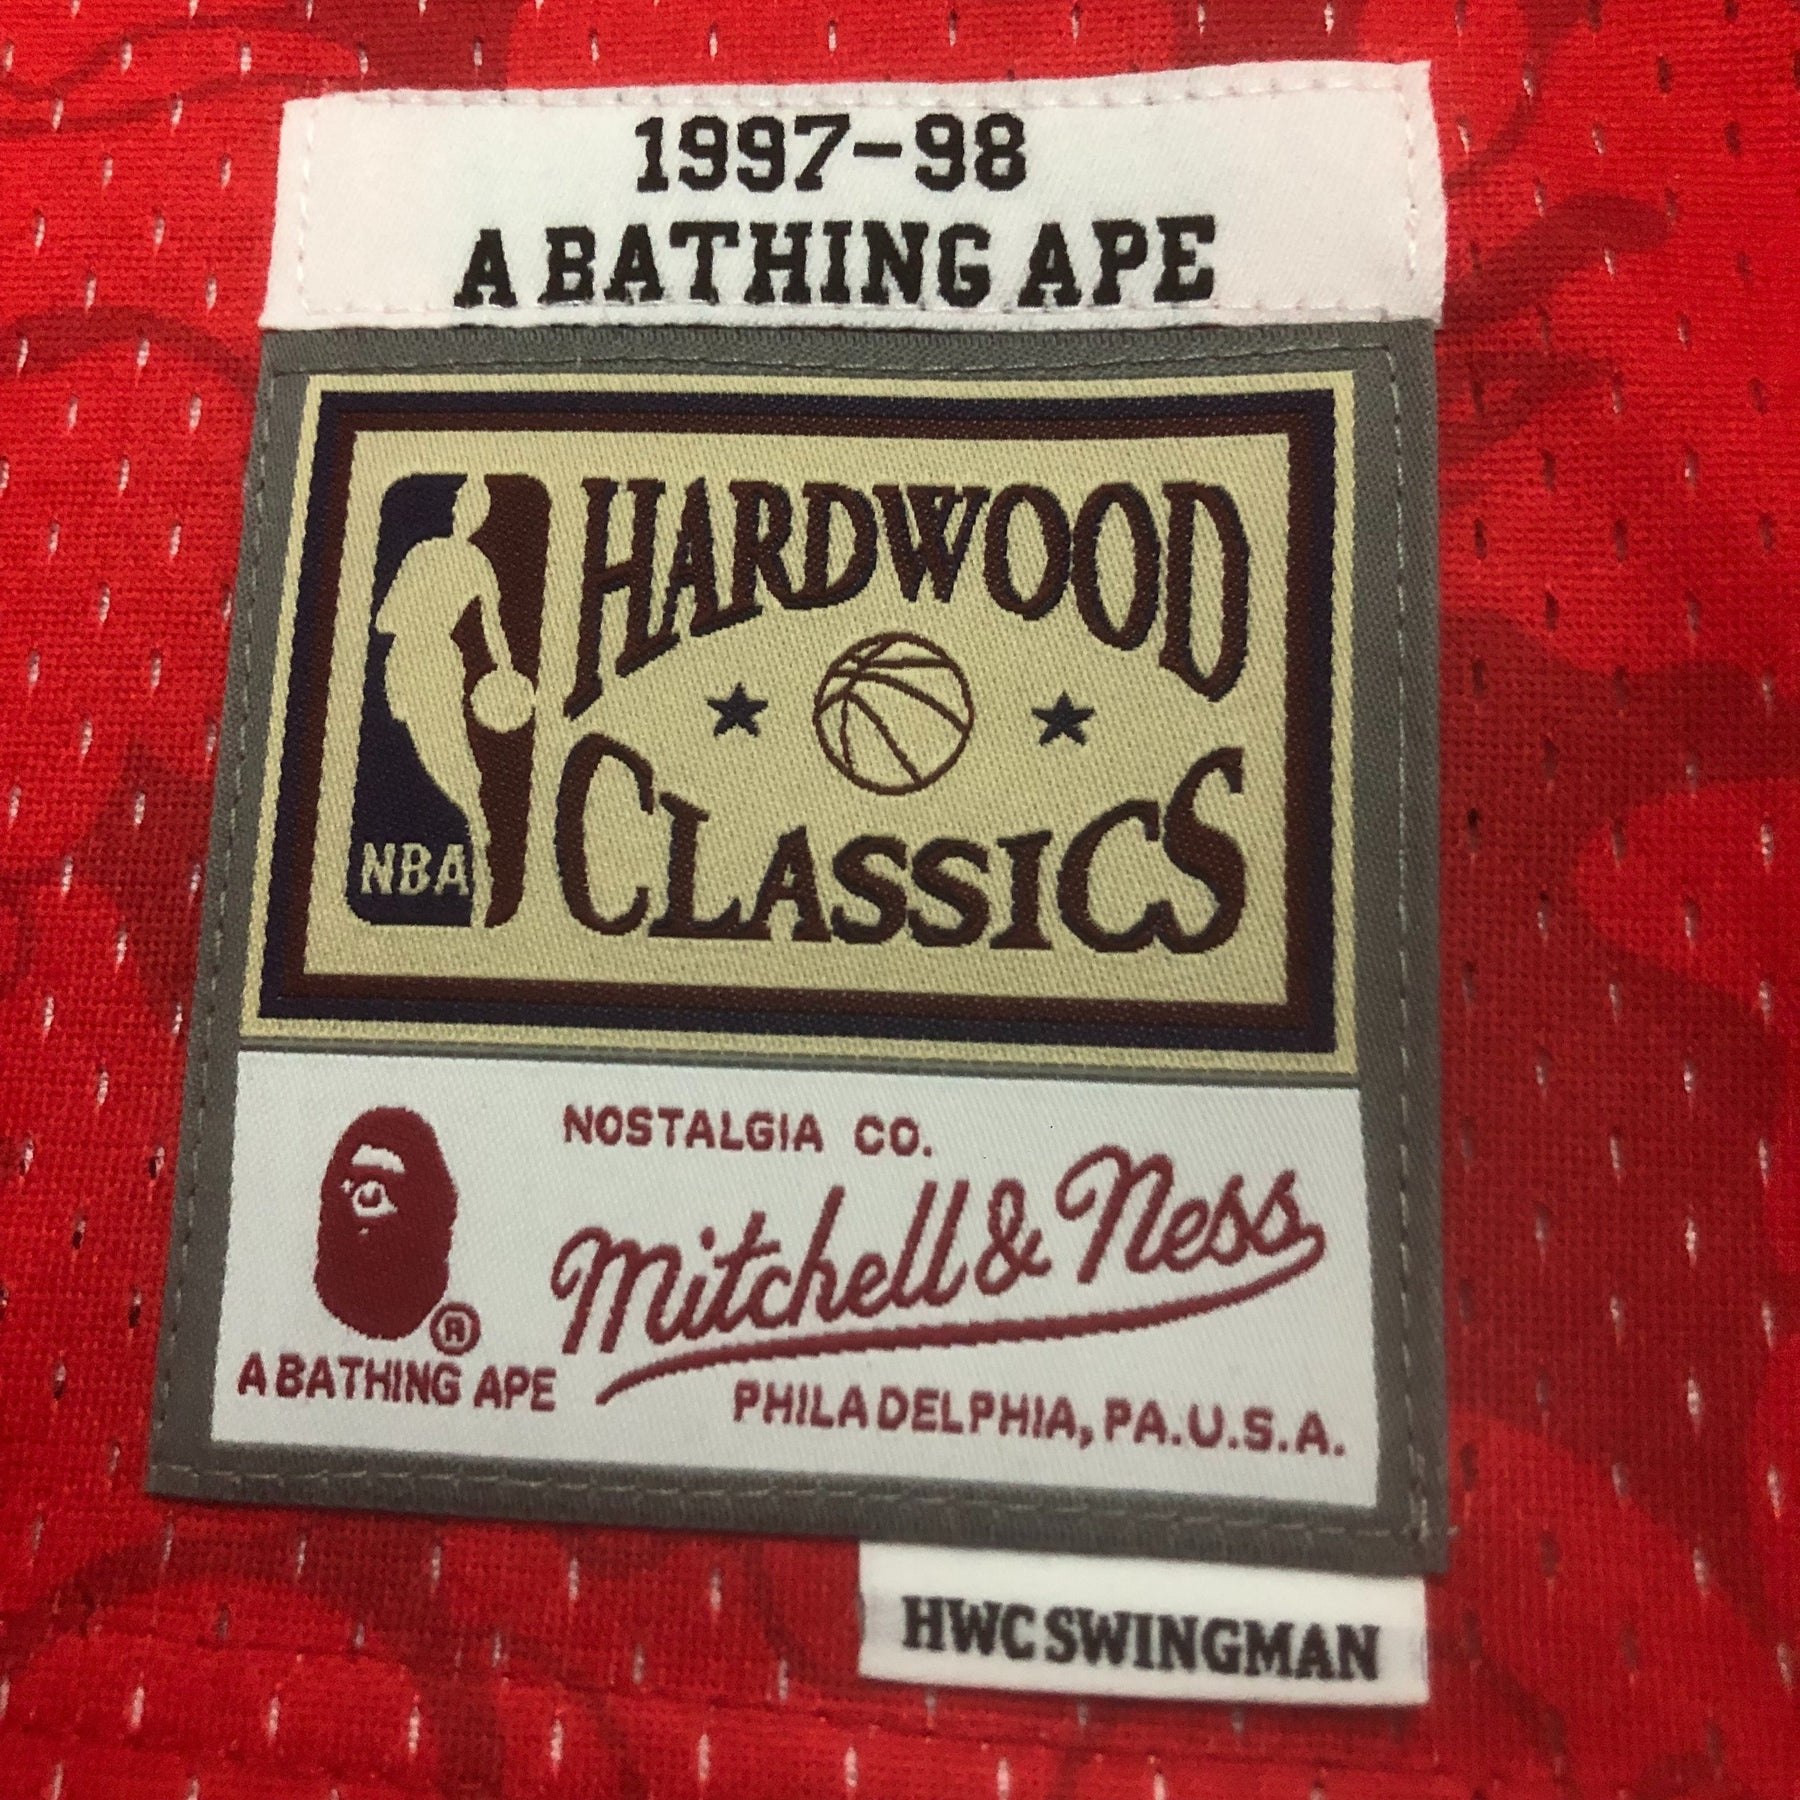 1997-98
A BATHING APE
HARDWOOD
CLASSICS
NBA
NOSTALGIA CO.
Mitchell & Ness
®
A BATHING APE
PHILADELPHIA, PA. U.S.A.
HWC SWINGMAN